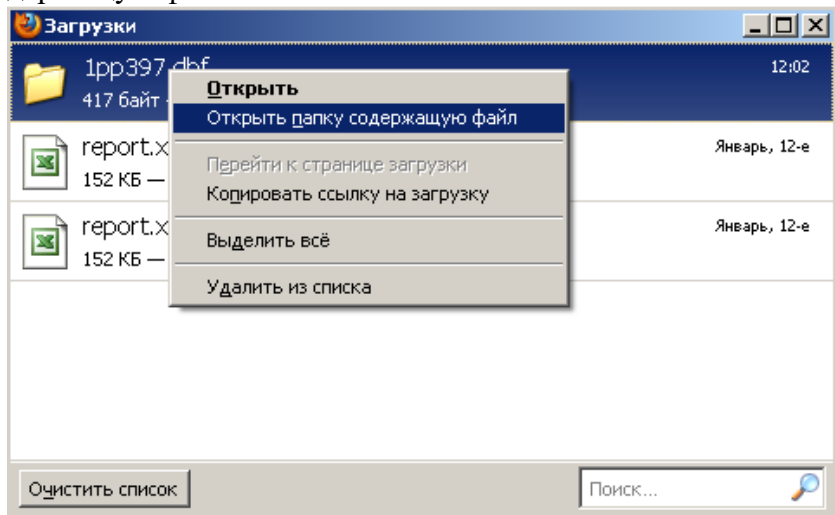 Загрузки
1pp397.dbf
12:02
417 байт
Открыть
Открыть папку содержащую файл
report.x
Январь, 12-е
152 КБ —
Перейти к странице загрузки
Копировать ссылку на загрузку
report.x
Январь, 12-е
152 КБ —
Выделить всё
Удалить из списка
Очистить список
Поиск...